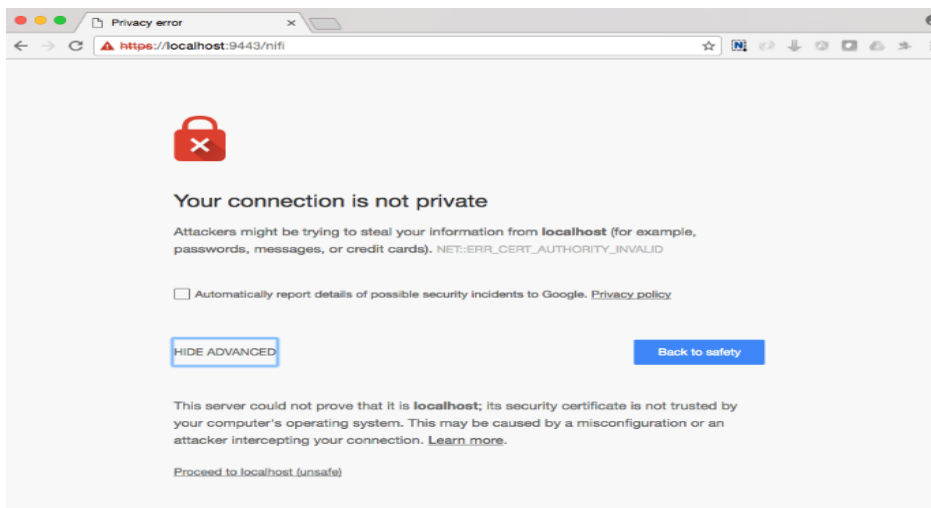 Privacy error
https://localhost:9443/nifi
Your connection is not private
Attackers might be trying to steal your information from localhost (for example,
passwords, messages, or credit cards). NET::ERR_CERT_AUTHORITY_INVALID
Automatically report details of possible security incidents to Google. Privacy policy
HIDE ADVANCED
Back to safety
This server could not prove that it is localhost; its security certificate is not trusted by
your computer's operating system. This may be caused by a misconfiguration or an
attacker intercepting your connection. Learn more.
Proceed to localhost (unsafe)